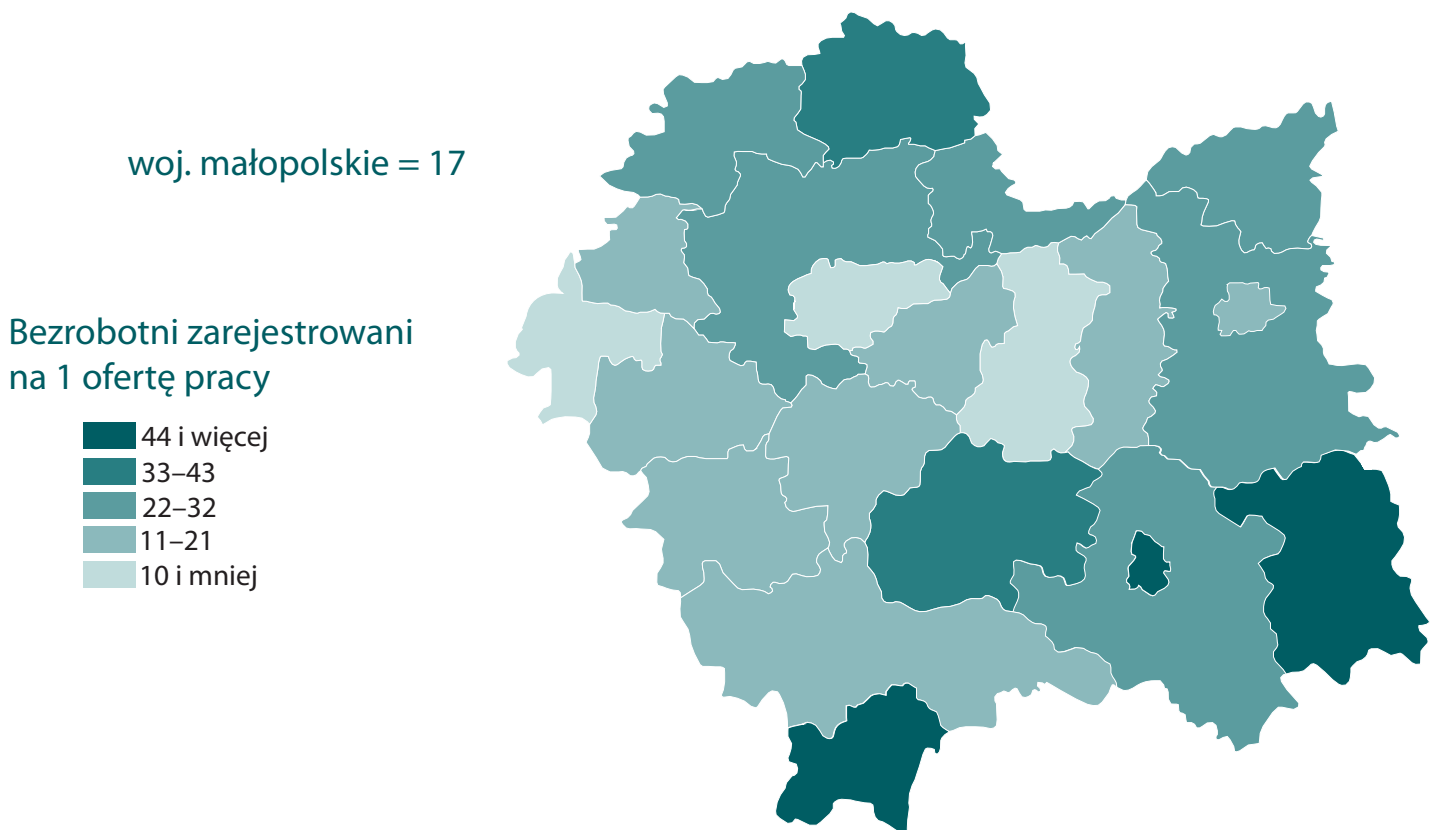 woj. małopolskie = 17
Bezrobotni zarejestrowani
na 1 ofertę pracy
44 i więcej
33–43
22–32
11–21
10 i mniej